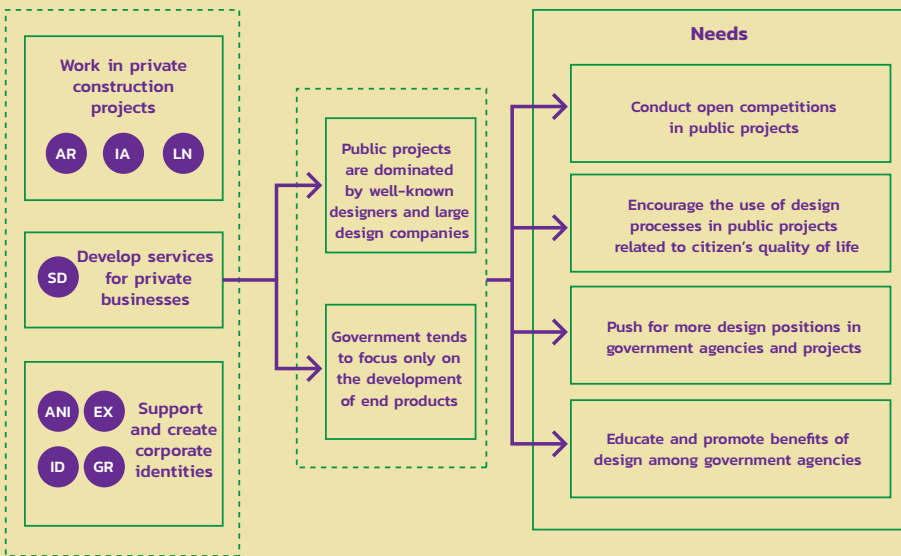 Work in private
construction
projects
AR IA LN
SD
Develop services
for private
businesses
ANI EX
ID GR
Support
and create
corporate
identities
Public projects
are dominated
by well-known
designers and large
design companies
Government tends
to focus only on
the development
of end products
Needs
Conduct open competitions
in public projects
Encourage the use of design
processes in public projects
related to citizen's quality of life
Push for more design positions in
government agencies and projects
Educate and promote benefits of
design among government agencies